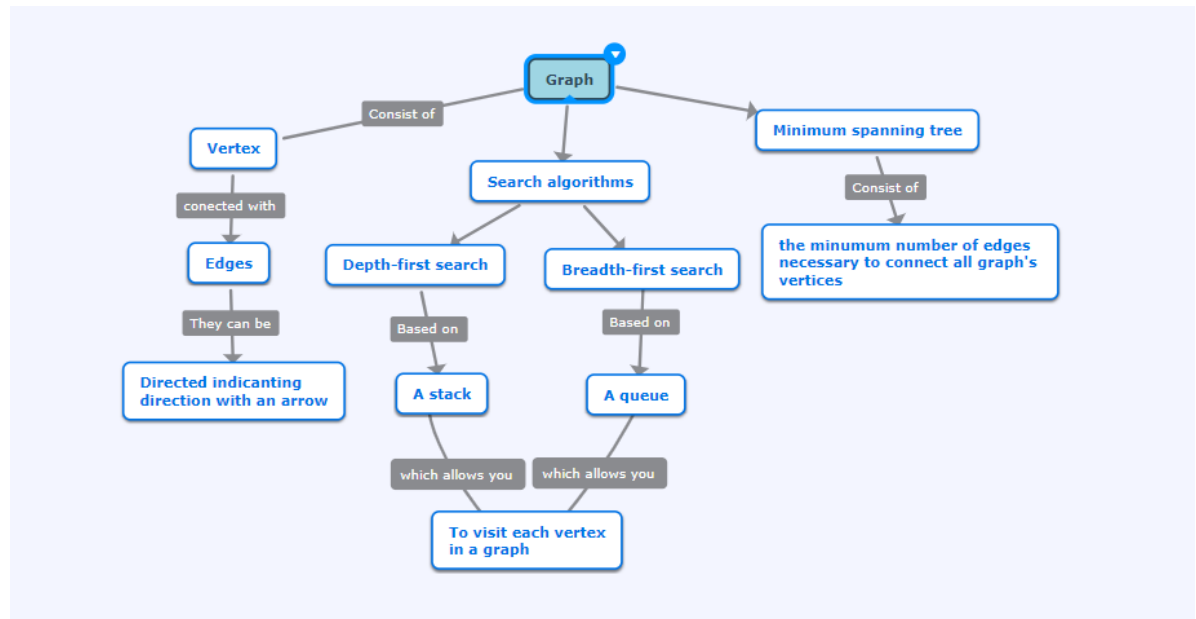 Graph
Consist of
Minimum spanning tree
Vertex
Search algorithms
Consist of
conected with
the minumum number of edges
necessary to connect all graph's
vertices
Edges
Depth-first search
Breadth-first search
They can be
Based on
Based on
Directed indicanting
direction with an arrow
A stack
A queue
which allows you
which allows you
To visit each vertex
in a graph